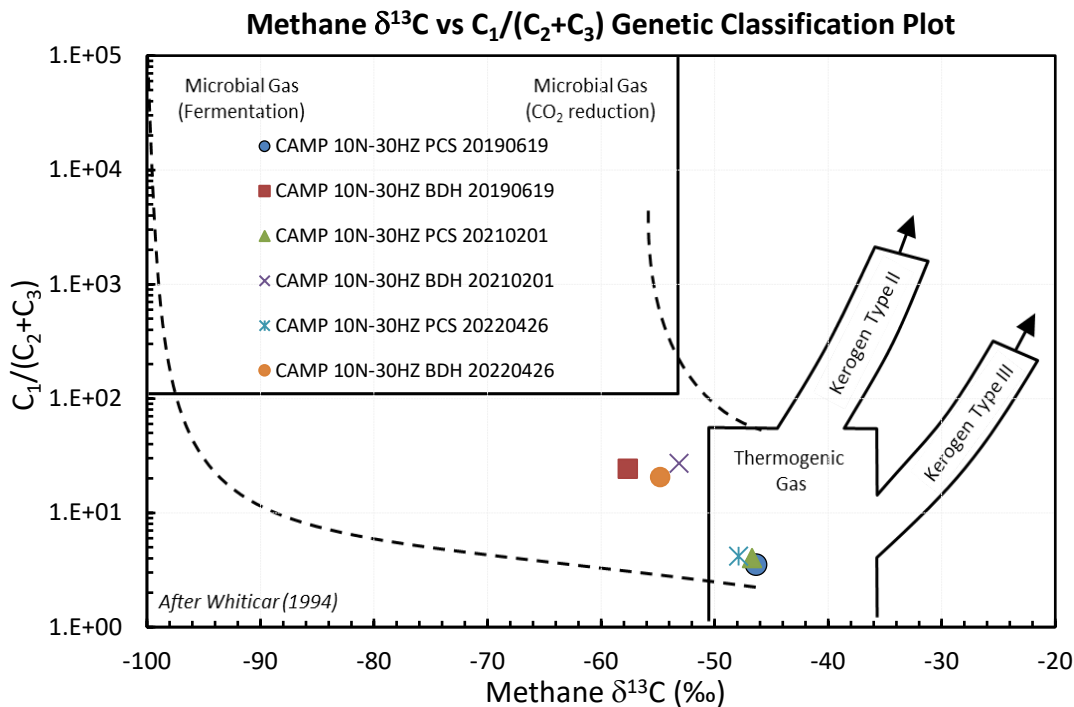 Methane δ¹³C vs C₁/(C₂+C₃) Genetic Classification Plot
1.E+05
1.E+04
1.E+03
1.E+02
1.E+01
1.E+00
C₁/(C₂+C₃)
Microbial Gas
(Fermentation)
Microbial Gas
(CO₂ reduction)
CAMP 10N-30HZ PCS 20190619
CAMP 10N-30HZ BDH 20190619
CAMP 10N-30HZ PCS 20210201
CAMP 10N-30HZ BDH 20210201
CAMP 10N-30HZ PCS 20220426
CAMP 10N-30HZ BDH 20220426
Kerogen Type II
Kerogen Type III
Thermogenic
Gas
After Whiticar (1994)
-100 -90 -80 -70 -60 -50 -40 -30 -20
Methane δ¹³C (‰)